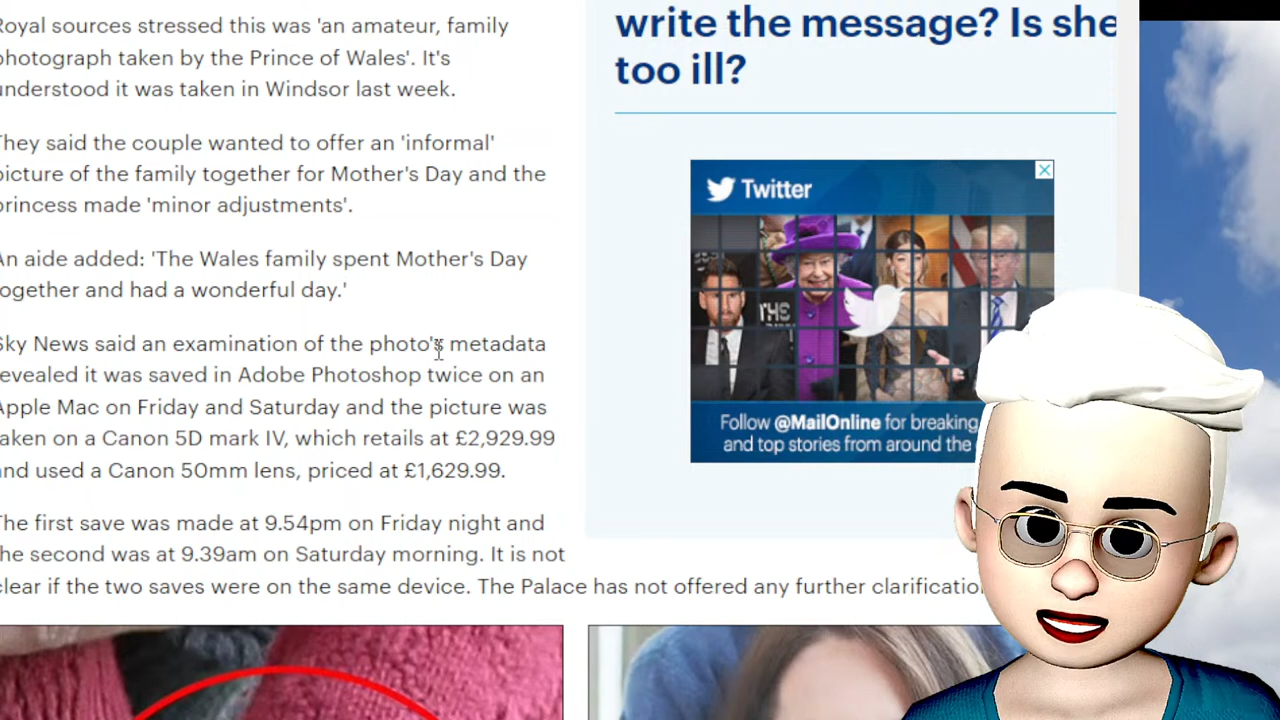 Royal sources stressed this was 'an amateur, family
photograph taken by the Prince of Wales'. It's
understood it was taken in Windsor last week.
They said the couple wanted to offer an 'informal'
picture of the family together for Mother's Day and the
princess made 'minor adjustments'.
An aide added: 'The Wales family spent Mother's Day
together and had a wonderful day.'
Sky News said an examination of the photo's metadata
revealed it was saved in Adobe Photoshop twice on an
Apple Mac on Friday and Saturday and the picture was
taken on a Canon 5D mark IV, which retails at £2,929.99
and used a Canon 50mm lens, priced at £1,629.99.
The first save was made at 9.54pm on Friday night and
the second was at 9.39am on Saturday morning. It is not
clear if the two saves were on the same device. The Palace has not offered any further clarification
write the message? Is she
too ill?
Twitter
THE
Follow @MailOnline for breaking
and top stories from around the